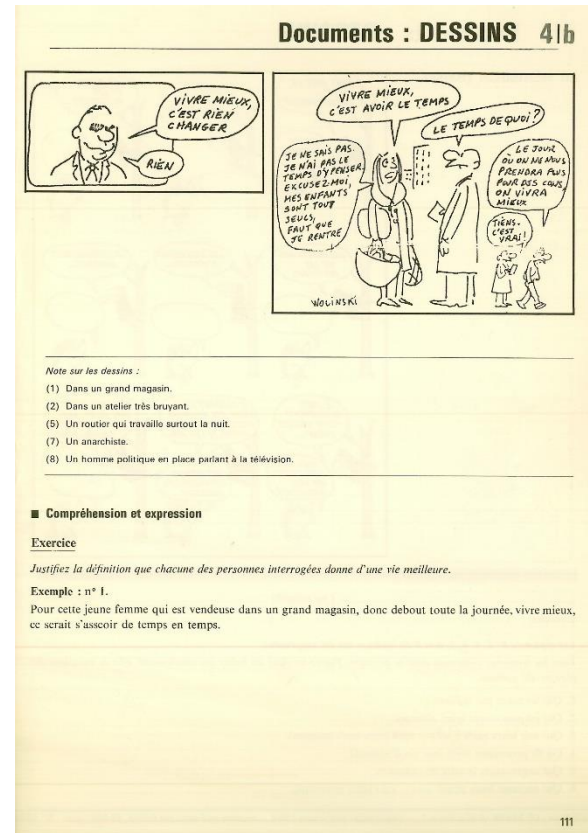 Documents : DESSINS 4|b
VIVRE MIEUX,
C'EST RIEN
CHANGER
RIEN
VIVRE MIEUX,
C'EST AVOIR LE TEMPS
LE TEMPS DE QUOI ?
JE NE SAIS PAS.
JE N'AI PAS LE
TEMPS D'Y PENSER.
EXCUSEZ-MOI,
MES ENFANTS
SONT TOUT
SEULS,
FAUT QUE
JE RENTRE
LE JOUR
OU ON NE NOUS
PRENDRA PLUS
POUR DES CONS,
ON VIVRA
MIEUX
TIENS.
C'EST
VRAI !
WOLINSKI
Note sur les dessins :
(1) Dans un grand magasin.
(2) Dans un atelier très bruyant.
(5) Un routier qui travaille surtout la nuit.
(7) Un anarchiste.
(8) Un homme politique en place parlant à la télévision.
■ Compréhension et expression
Exercice
Justifiez la définition que chacune des personnes interrogées donne d'une vie meilleure.
Exemple : n° 1.
Pour cette jeune femme qui est vendeuse dans un grand magasin, donc debout toute la journée, vivre mieux,
ce serait s'asseoir de temps en temps.
111